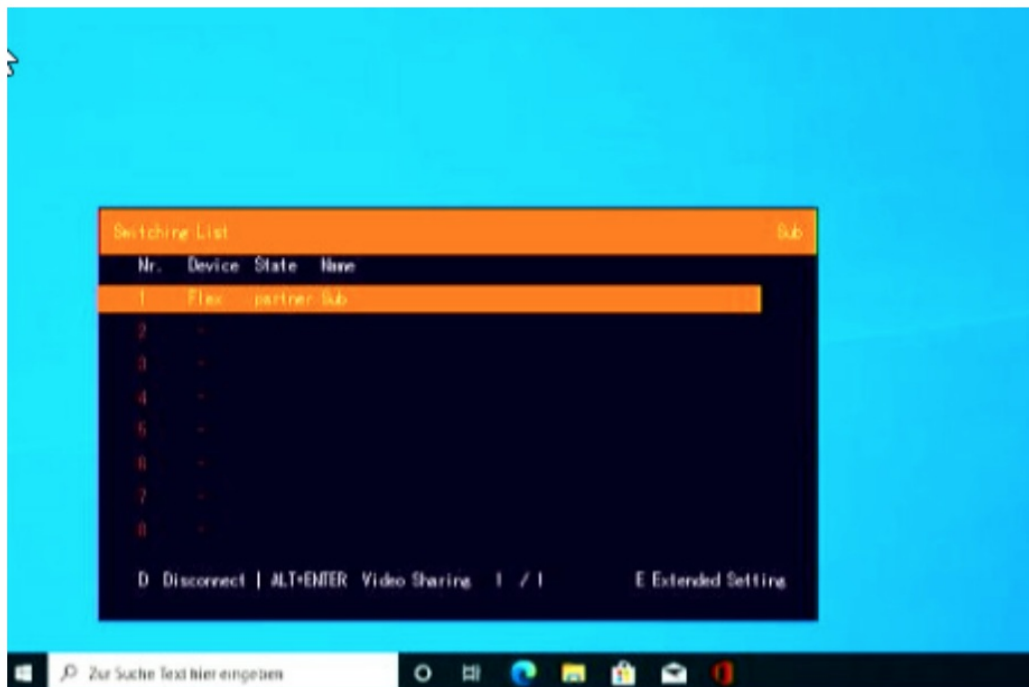 Switching List Sub
Nr. Device State Name
1 Flex partner Sub
2 -
3 -
4 -
5 -
6 -
7 -
8 -
D Disconnect | ALT+ENTER Video Sharing 1 / 1 E Extended Setting
Zur Suche Text hier eingeben